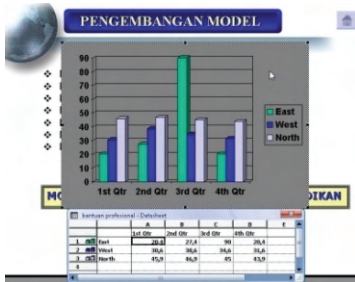 PENGEMBANGAN MODEL
90
80
70
60
50
40
30
20
10
0
1st Qtr 2nd Qtr 3rd Qtr 4th Qtr
East
West
North
DIKAN
bantuan profesional - Datasheet
A B C D E
1st Qtr 2nd Qtr 3rd Qtr 4th Qtr
1 East 20,4 27,4 90 20,4
2 West 30,6 38,6 34,6 31,6
3 North 45,9 46,9 45 43,9
4